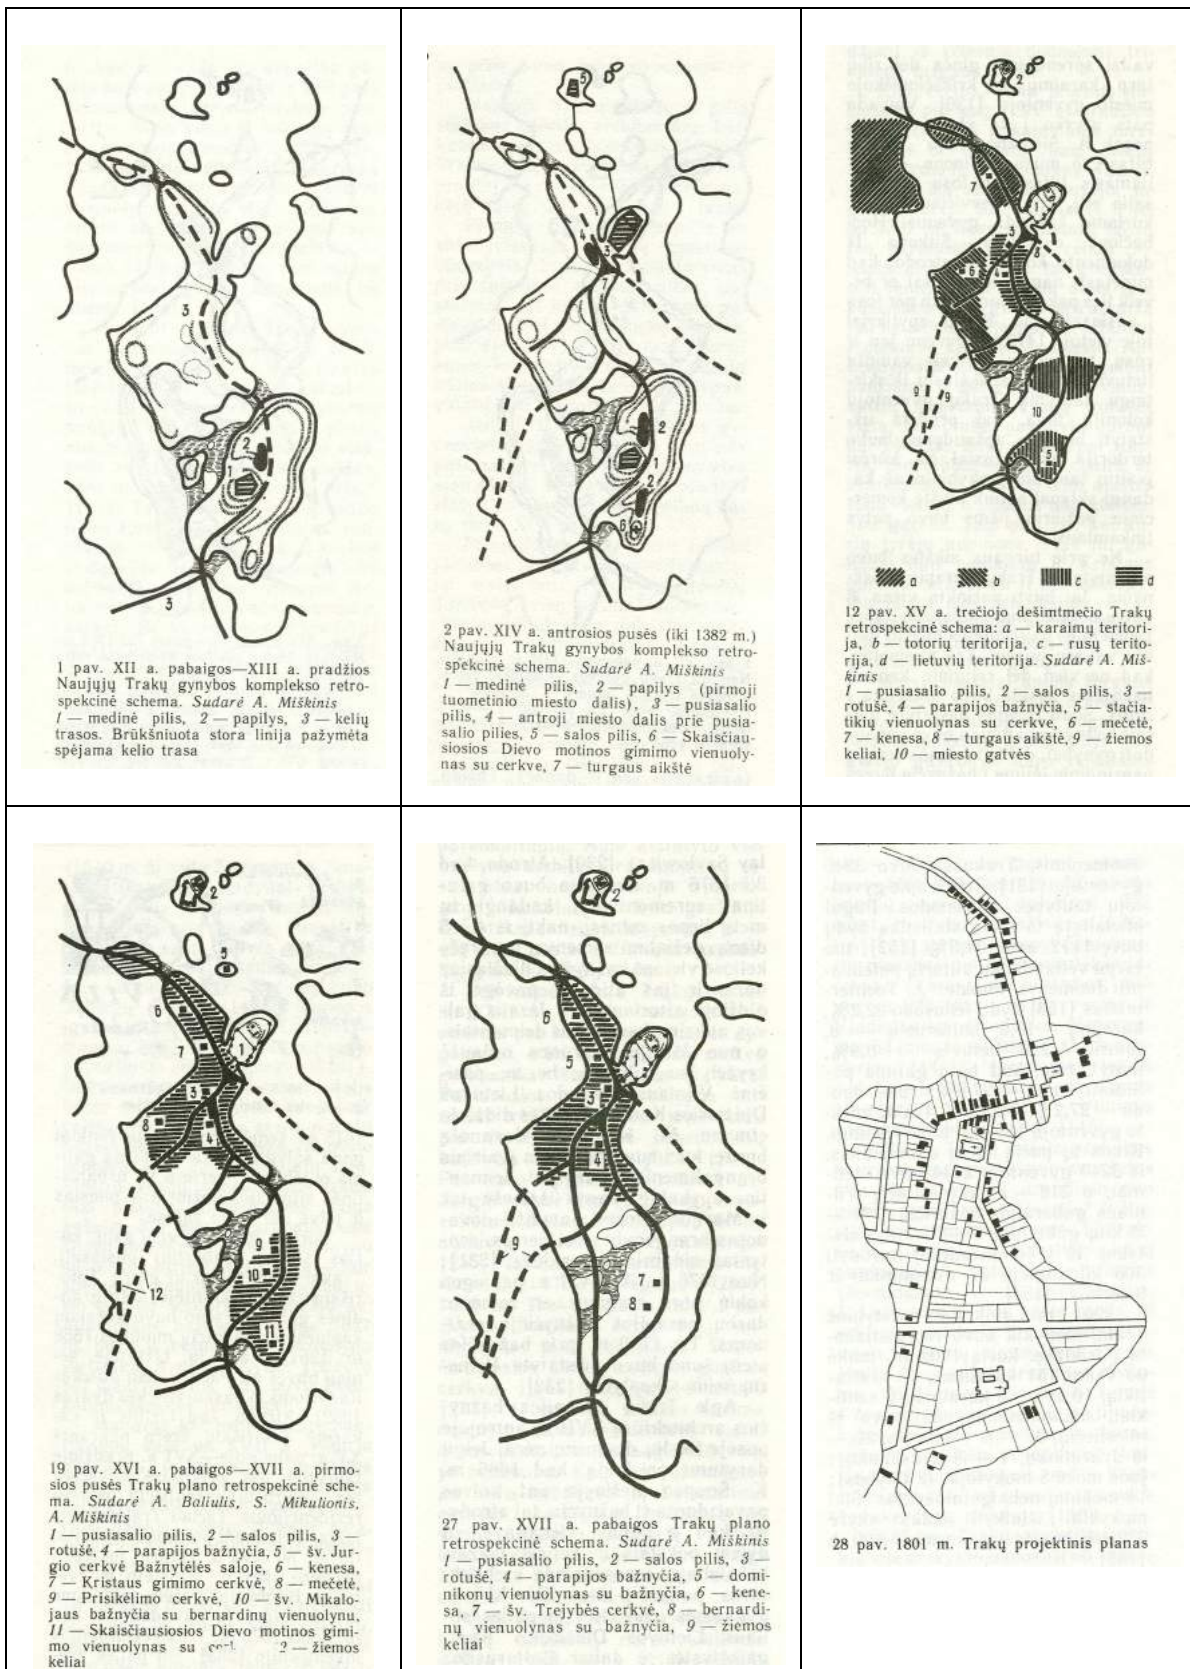 1 pav. XII a. pabaigos—XIII a. pradžios
Naujųjų Trakų gynybos komplekso retro-
spekcinė schema. Sudarė A. Miškinis
1 — medinė pilis, 2 — papilys, 3 — kelių
trasos. Brūkšniuota stora linija pažymėta
spėjama kelio trasa
2 pav. XIV a. antrosios pusės (iki 1382 m.)
Naujųjų Trakų gynybos komplekso retro-
spekcinė schema. Sudarė A. Miškinis
1 — medinė pilis, 2 — papilys (pirmoji
tuometinio miesto dalis), 3 — pusiasalio
pilis, 4 — antroji miesto dalis prie pusia-
salio pilies, 5 — salos pilis, 6 — Skaisčiau-
siosios Dievo motinos gimimo vienuoly-
nas su cerkve, 7 — turgaus aikštė
a b c d
12 pav. XV a. trečiojo dešimtmečio Trakų
retrospekcinė schema: a — karaimų teritori-
ja, b — totorių teritorija, c — rusų terito-
rija, d — lietuvių teritorija. Sudarė A. Miš-
kinis
1 — pusiasalio pilis, 2 — salos pilis, 3 —
rotušė, 4 — parapijos bažnyčia, 5 — stačia-
tikių vienuolynas su cerkve, 6 — mečetė,
7 — kenesa, 8 — turgaus aikštė, 9 — žiemos
keliai, 10 — miesto gatvės
19 pav. XVI a. pabaigos—XVII a. pirmo-
sios pusės Trakų plano retrospekcinė sche-
ma. Sudarė A. Baliulis, S. Mikulionis,
A. Miškinis
1 — pusiasalio pilis, 2 — salos pilis, 3 —
rotušė, 4 — parapijos bažnyčia, 5 — šv. Jur-
gio cerkvė Bažnytėlės saloje, 6 — kenesa,
7 — Kristaus gimimo cerkvė, 8 — mečetė,
9 — Prisikėlimo cerkvė, 10 — šv. Mikalo-
jaus bažnyčia su bernardinų vienuolynu,
11 — Skaisčiausiosios Dievo motinos gimi-
mo vienuolynas su 2 — žiemos
keliai
27 pav. XVII a. pabaigos Trakų plano
retrospekcinė schema. Sudarė A. Miškinis
1 — pusiasalio pilis, 2 — salos pilis, 3 —
rotušė, 4 — parapijos bažnyčia, 5 — domi-
nikonų vienuolynas su bažnyčia, 6 — kene-
sa, 7 — šv. Trejybės cerkvė, 8 — bernardi-
nų vienuolynas su bažnyčia, 9 — žiemos
keliai
28 pav. 1801 m. Trakų projektinis planas